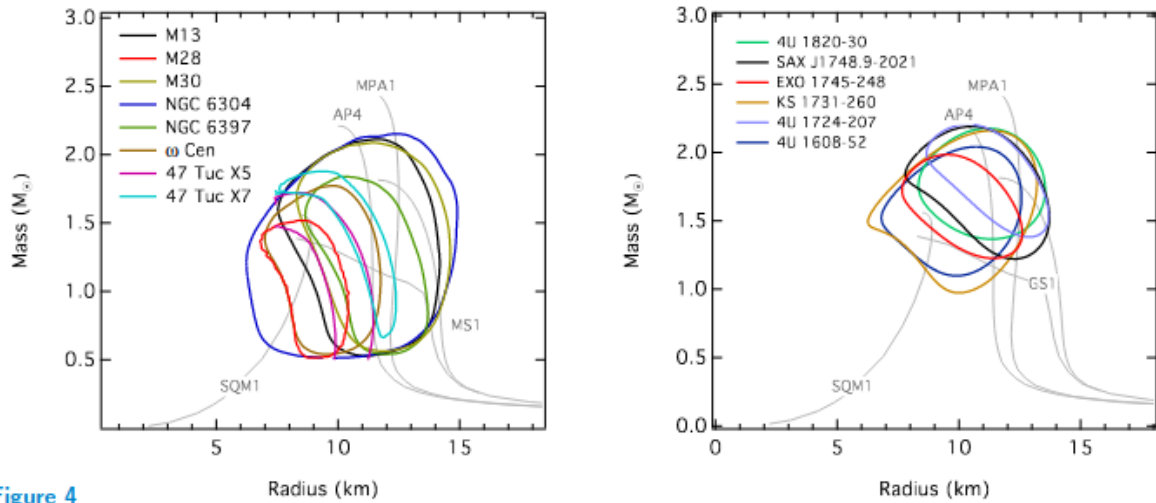 3.0
2.5
2.0
1.5
1.0
0.5
Mass (M☉)
M13
M28
M30
NGC 6304
NGC 6397
ω Cen
47 Tuc X5
47 Tuc X7
MPA1
AP4
MS1
SQM1
5
10
15
Radius (km)
3.0
2.5
2.0
1.5
1.0
0.5
0.0
Mass (M☉)
4U 1820-30
SAX J1748.9-2021
EXO 1745-248
KS 1731-260
4U 1724-207
4U 1608-52
MPA1
AP4
GS1
SQM1
0
5
10
15
Radius (km)
igure 4